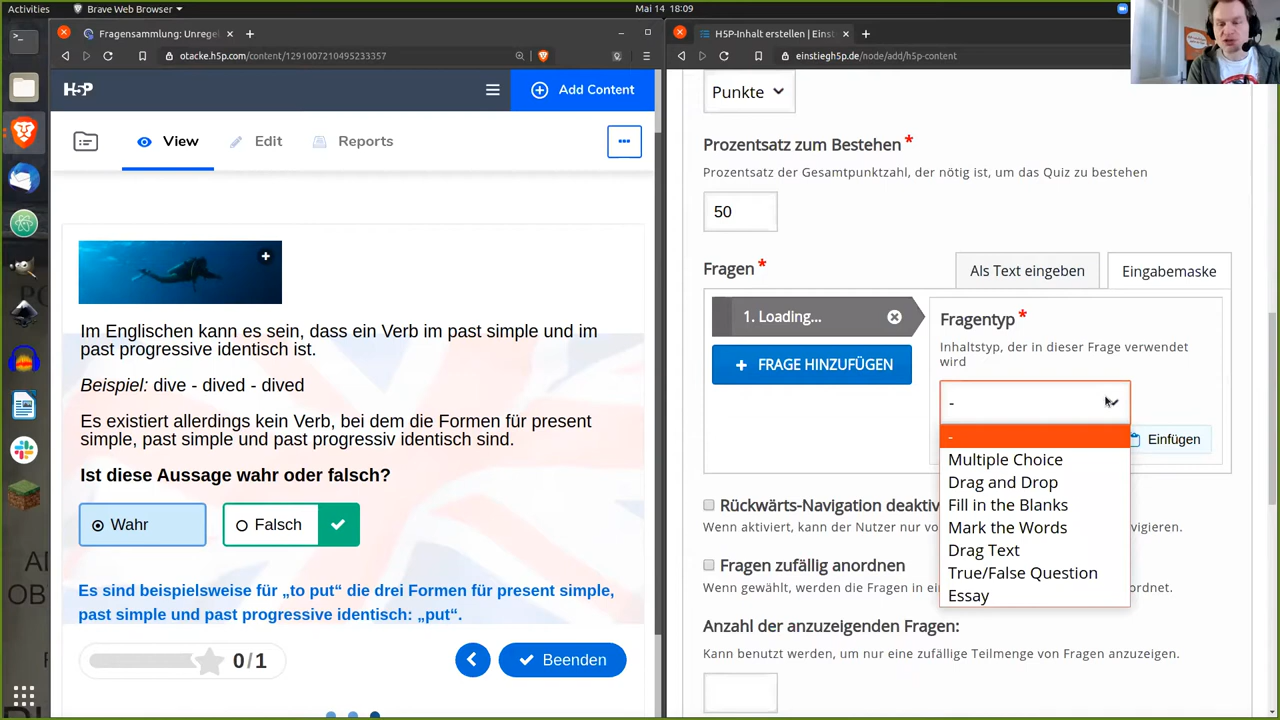 Activities
Brave Web Browser
Mai 14 18:09
Fragensammlung: Unregel
otacke.h5p.com/content/1291007210495233357
H5P
Add Content
View
Edit
Reports
Im Englischen kann es sein, dass ein Verb im past simple und im
past progressive identisch ist.
Beispiel: dive - dived - dived
Es existiert allerdings kein Verb, bei dem die Formen für present
simple, past simple und past progressiv identisch sind.
Ist diese Aussage wahr oder falsch?
Wahr
Falsch
Es sind beispielsweise für „to put“ die drei Formen für present simple,
past simple und past progressive identisch: „put“.
0/1
Beenden
H5P-Inhalt erstellen | Einst
einstiegh5p.de/node/add/h5p-content
Punkte
Prozentsatz zum Bestehen *
Prozentsatz der Gesamtpunktzahl, der nötig ist, um das Quiz zu bestehen
50
Fragen *
Als Text eingeben
Eingabemaske
1. Loading...
+ FRAGE HINZUFÜGEN
Fragentyp *
Inhaltstyp, der in dieser Frage verwendet
wird
-
-
Multiple Choice
Drag and Drop
Fill in the Blanks
Mark the Words
Drag Text
True/False Question
Essay
Einfügen
Rückwärts-Navigation deaktiv
Wenn aktiviert, kann der Nutzer nur vo
igieren.
Fragen zufällig anordnen
Wenn gewählt, werden die Fragen in ei
rdnet.
Anzahl der anzuzeigenden Fragen:
Kann benutzt werden, um nur eine zufällige Teilmenge von Fragen anzuzeigen.